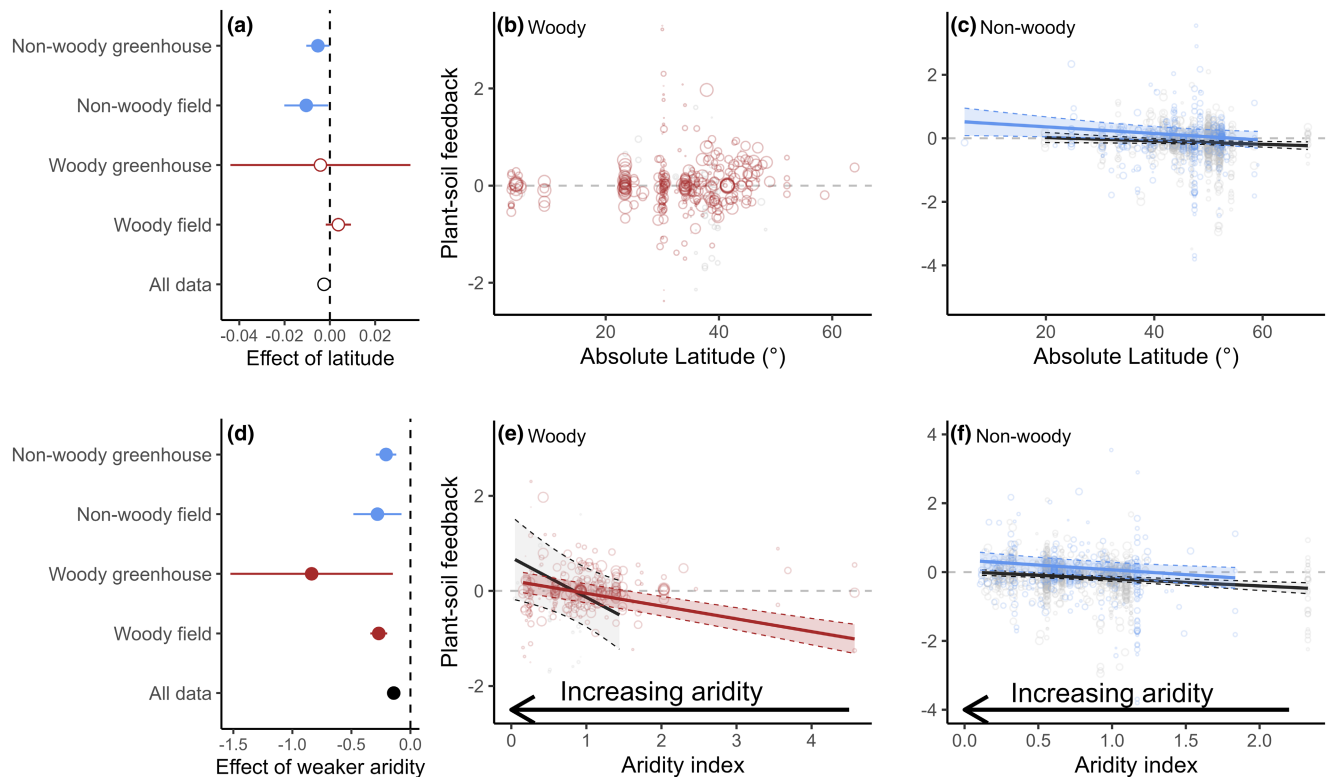 (a)
Non-woody greenhouse
Non-woody field
Woody greenhouse
Woody field
All data
-0.04 -0.02 0.00 0.02
Effect of latitude
(b) Woody
Plant-soil feedback
2
0
-2
20 40 60
Absolute Latitude (°)
(c) Non-woody
2
0
-2
-4
20 40 60
Absolute Latitude (°)
(d)
Non-woody greenhouse
Non-woody field
Woody greenhouse
Woody field
All data
-1.5 -1.0 -0.5 0.0
Effect of weaker aridity
(e) Woody
Plant-soil feedback
2
0
-2
Increasing aridity
0 1 2 3 4
Aridity index
(f) Non-woody
4
2
0
-2
-4
Increasing aridity
0.0 0.5 1.0 1.5 2.0
Aridity index